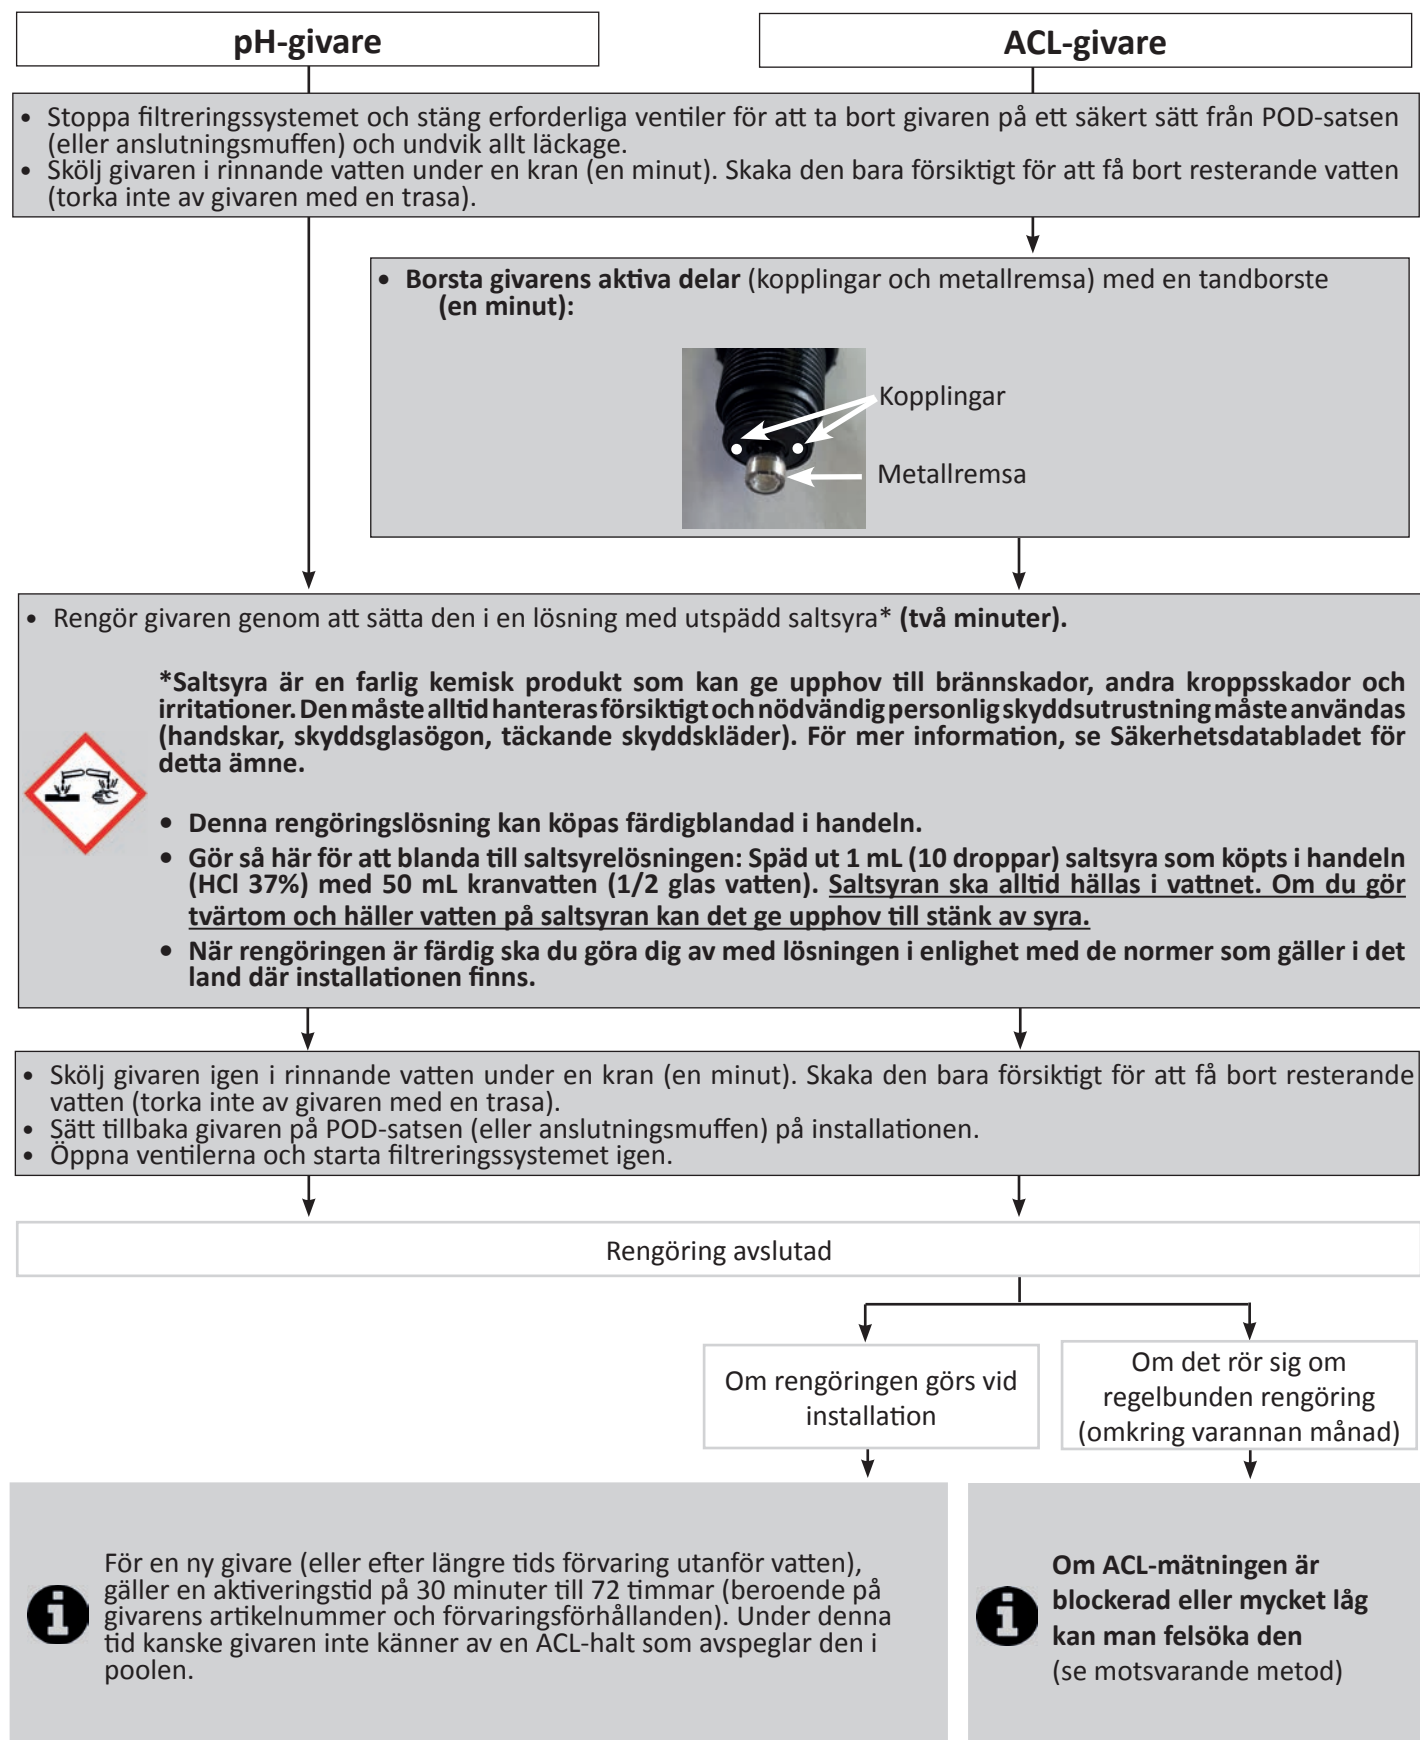 pH-givare
ACL-givare
• Stoppa filtreringssystemet och stäng erforderliga ventiler för att ta bort givaren på ett säkert sätt från POD-satsen
(eller anslutningsmuffen) och undvik allt läckage.
• Skölj givaren i rinnande vatten under en kran (en minut). Skaka den bara försiktigt för att få bort resterande vatten
(torka inte av givaren med en trasa).
• Borsta givarens aktiva delar (kopplingar och metallremsa) med en tandborste
(en minut):
Kopplingar
Metallremsa
• Rengör givaren genom att sätta den i en lösning med utspädd saltsyra* (två minuter).
*Saltsyra är en farlig kemisk produkt som kan ge upphov till brännskador, andra kroppsskador och
irritationer. Den måste alltid hanteras försiktigt och nödvändig personlig skyddsutrustning måste användas
(handskar, skyddsglasögon, täckande skyddskläder). För mer information, se Säkerhetsdatabladet för
detta ämne.
• Denna rengöringslösning kan köpas färdigblandad i handeln.
• Gör så här för att blanda till saltsyrelösningen: Späd ut 1 mL (10 droppar) saltsyra som köpts i handeln
(HCl 37%) med 50 mL kranvatten (1/2 glas vatten). Saltsyran ska alltid hällas i vattnet. Om du gör
tvärtom och häller vatten på saltsyran kan det ge upphov till stänk av syra.
• När rengöringen är färdig ska du göra dig av med lösningen i enlighet med de normer som gäller i det
land där installationen finns.
• Skölj givaren igen i rinnande vatten under en kran (en minut). Skaka den bara försiktigt för att få bort resterande
vatten (torka inte av givaren med en trasa).
• Sätt tillbaka givaren på POD-satsen (eller anslutningsmuffen) på installationen.
• Öppna ventilerna och starta filtreringssystemet igen.
Rengöring avslutad
Om rengöringen görs vid
installation
Om det rör sig om
regelbunden rengöring
(omkring varannan månad)
För en ny givare (eller efter längre tids förvaring utanför vatten),
gäller en aktiveringstid på 30 minuter till 72 timmar (beroende på
givarens artikelnummer och förvaringsförhållanden). Under denna
tid kanske givaren inte känner av en ACL-halt som avspeglar den i
poolen.
Om ACL-mätningen är
blockerad eller mycket låg
kan man felsöka den
(se motsvarande metod)